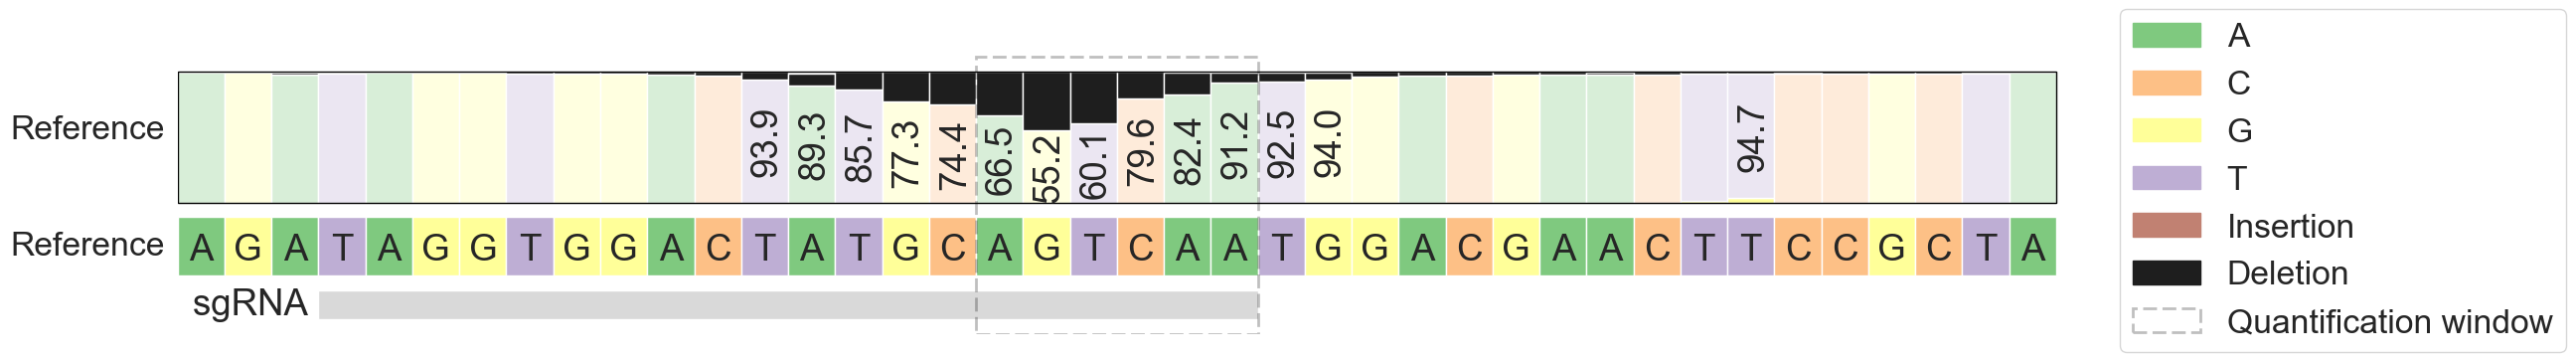 Reference 93.9 89.3 85.7 77.3 74.4 66.5 55.2 60.1 79.6 82.4 91.2 92.5 94.0 94.7
Reference A G A T A G G T G G A C T A T G C A G T C A A T G G A C G A A C T T C C G C T A
sgRNA
A
C
G
T
Insertion
Deletion
Quantification window